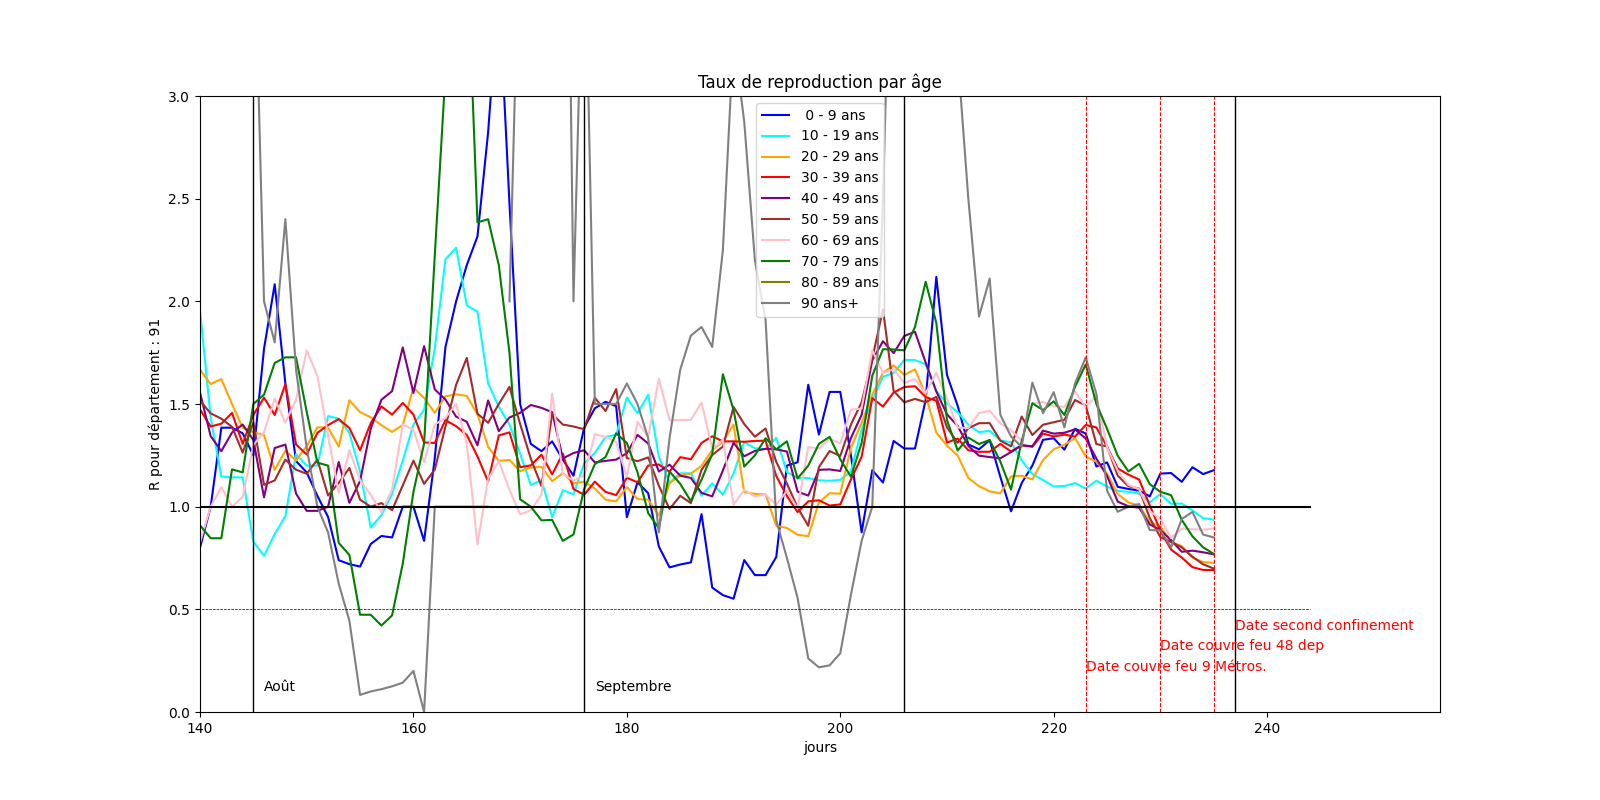 Taux de reproduction par âge
R pour département : 91
3.0
2.5
2.0
1.5
1.0
0.5
0.0
0 - 9 ans
10 - 19 ans
20 - 29 ans
30 - 39 ans
40 - 49 ans
50 - 59 ans
60 - 69 ans
70 - 79 ans
80 - 89 ans
90 ans+
Date second confinement
Date couvre feu 48 dep
Date couvre feu 9 Métros.
Août
Septembre
140
160
180
200
220
240
jours